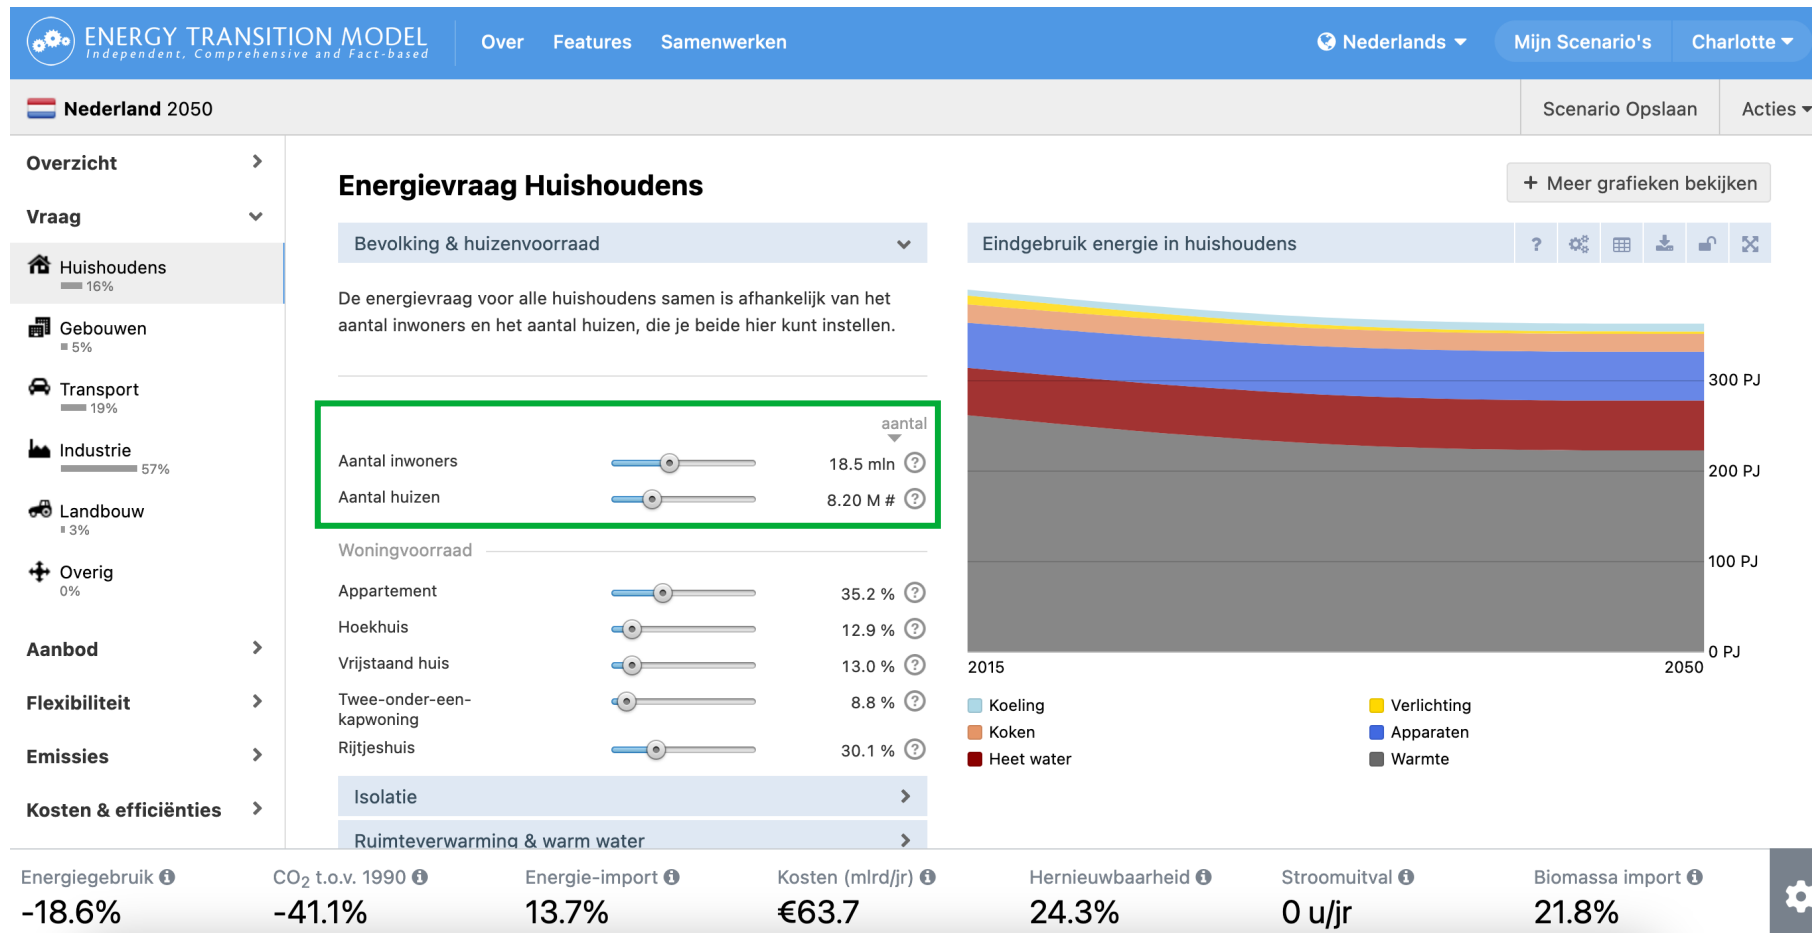 ENERGY TRANSITION MODEL
Independent, Comprehensive and Fact-based
Over
Features
Samenwerken
Nederlands
Mijn Scenario's
Charlotte
Nederland 2050
Scenario Opslaan
Acties
Overzicht
Vraag
Huishoudens
16%
Gebouwen
5%
Transport
19%
Industrie
57%
Landbouw
3%
Overig
0%
Aanbod
Flexibiliteit
Emissies
Kosten & efficiënties
Energievraag Huishoudens
+ Meer grafieken bekijken
Bevolking & huizenvoorraad
De energievraag voor alle huishoudens samen is afhankelijk van het
aantal inwoners en het aantal huizen, die je beide hier kunt instellen.
aantal
Aantal inwoners 18.5 mln ?
Aantal huizen 8.20 M # ?
Woningvoorraad
Appartement 35.2 % ?
Hoekhuis 12.9 % ?
Vrijstaand huis 13.0 % ?
Twee-onder-een-
kapwoning 8.8 % ?
Rijtjeshuis 30.1 % ?
Isolatie
Ruimteverwarming & warm water
Eindgebruik energie in huishoudens
?
300 PJ
200 PJ
100 PJ
0 PJ
2015
2050
Koeling
Verlichting
Koken
Apparaten
Heet water
Warmte
Energiegebruik
-18.6%
CO2 t.o.v. 1990
-41.1%
Energie-import
13.7%
Kosten (mlrd/jr)
€63.7
Hernieuwbaarheid
24.3%
Stroomuitval
0 u/jr
Biomassa import
21.8%